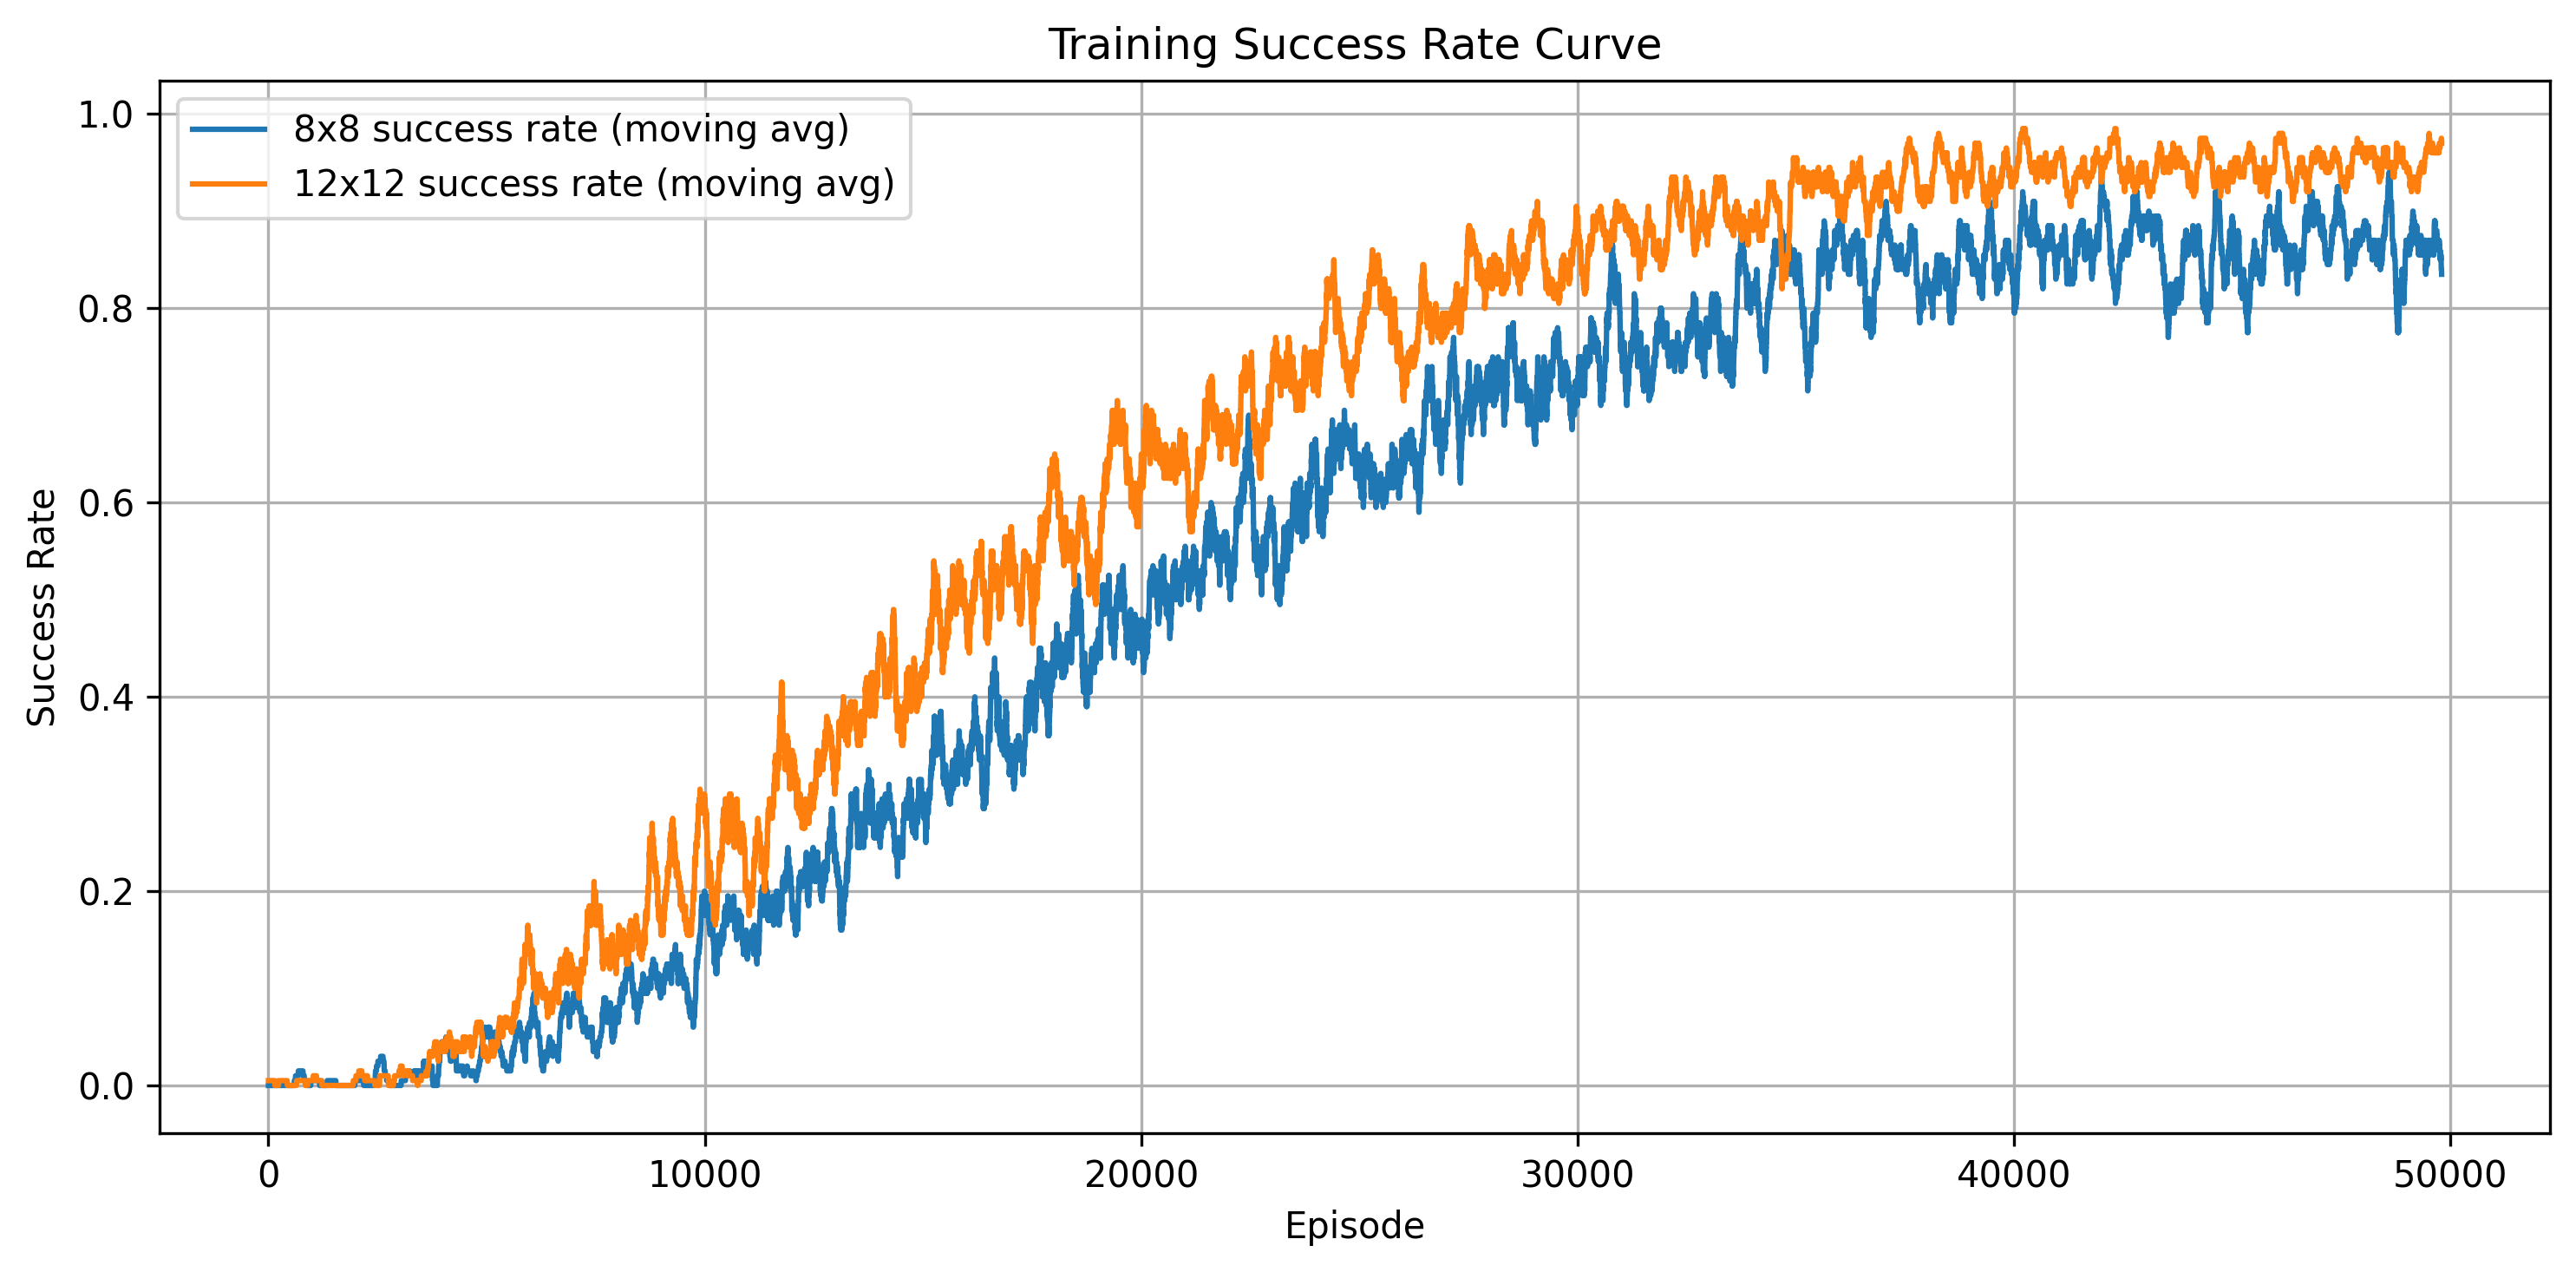 Training Success Rate Curve
8x8 success rate (moving avg)
12x12 success rate (moving avg)
Success Rate
1.0
0.8
0.6
0.4
0.2
0.0
0 10000 20000 30000 40000 50000
Episode